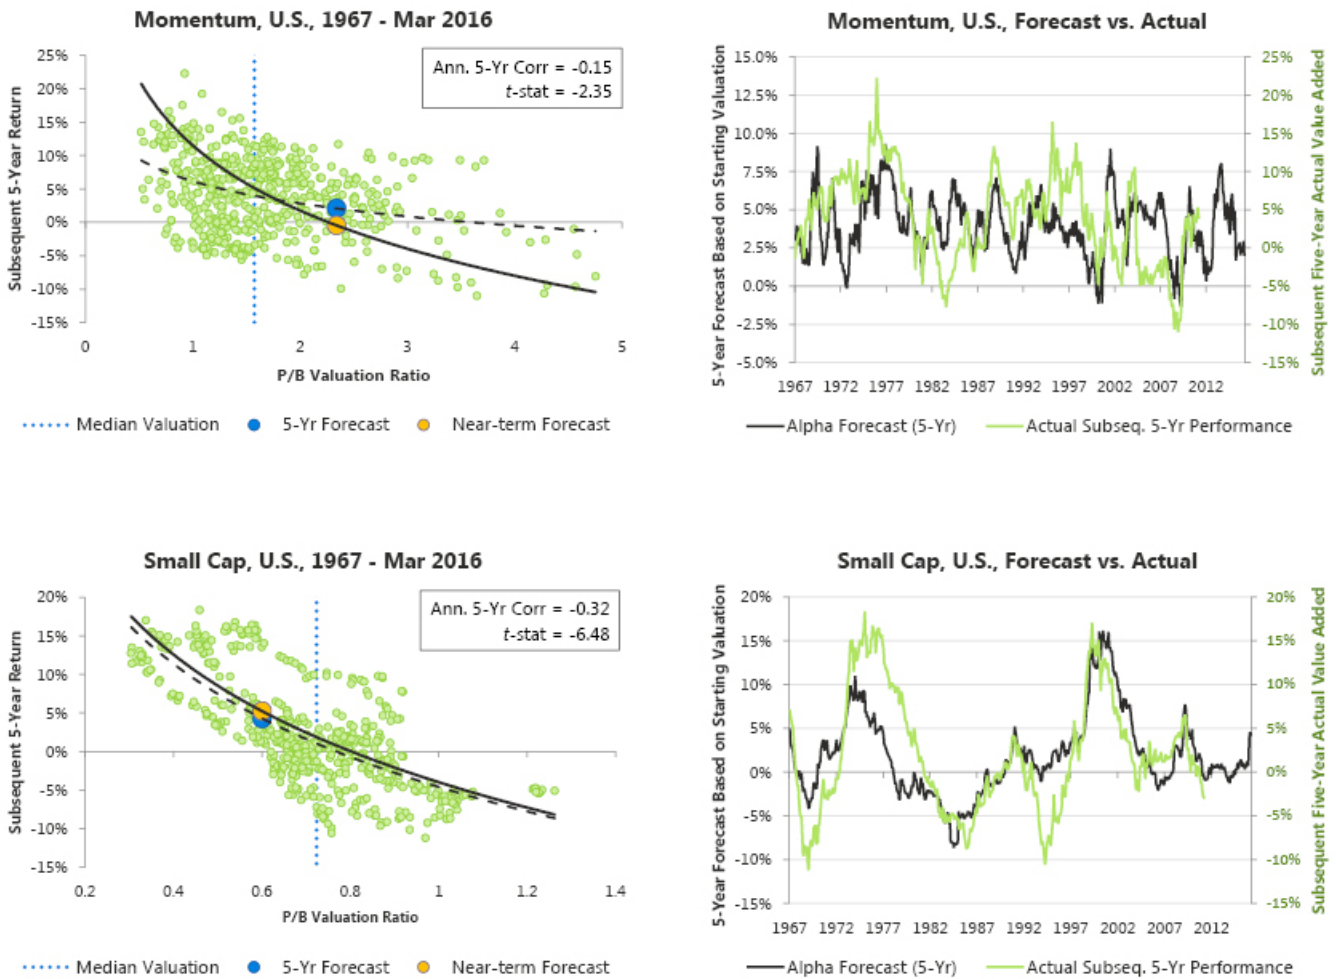 Momentum, U.S., 1967 - Mar 2016
Subsequent 5-Year Return
25%
20%
15%
10%
5%
0%
-5%
-10%
-15%
Ann. 5-Yr Corr = -0.15
t-stat = -2.35
0 1 2 3 4 5
P/B Valuation Ratio
Median Valuation 5-Yr Forecast Near-term Forecast
Momentum, U.S., Forecast vs. Actual
5-Year Forecast Based on Starting Valuation
15.0%
12.5%
10.0%
7.5%
5.0%
2.5%
0.0%
-2.5%
-5.0%
25%
20%
15%
10%
5%
0%
-5%
-10%
-15%
Subsequent Five-Year Actual Value Added
1967 1972 1977 1982 1987 1992 1997 2002 2007 2012
Alpha Forecast (5-Yr) Actual Subseq. 5-Yr Performance
Small Cap, U.S., 1967 - Mar 2016
Subsequent 5-Year Return
20%
15%
10%
5%
0%
-5%
-10%
-15%
Ann. 5-Yr Corr = -0.32
t-stat = -6.48
0.2 0.4 0.6 0.8 1 1.2 1.4
P/B Valuation Ratio
Median Valuation 5-Yr Forecast Near-term Forecast
Small Cap, U.S., Forecast vs. Actual
5-Year Forecast Based on Starting Valuation
20%
15%
10%
5%
0%
-5%
-10%
-15%
20%
15%
10%
5%
0%
-5%
-10%
-15%
Subsequent Five-Year Actual Value Added
1967 1972 1977 1982 1987 1992 1997 2002 2007 2012
Alpha Forecast (5-Yr) Actual Subseq. 5-Yr Performance